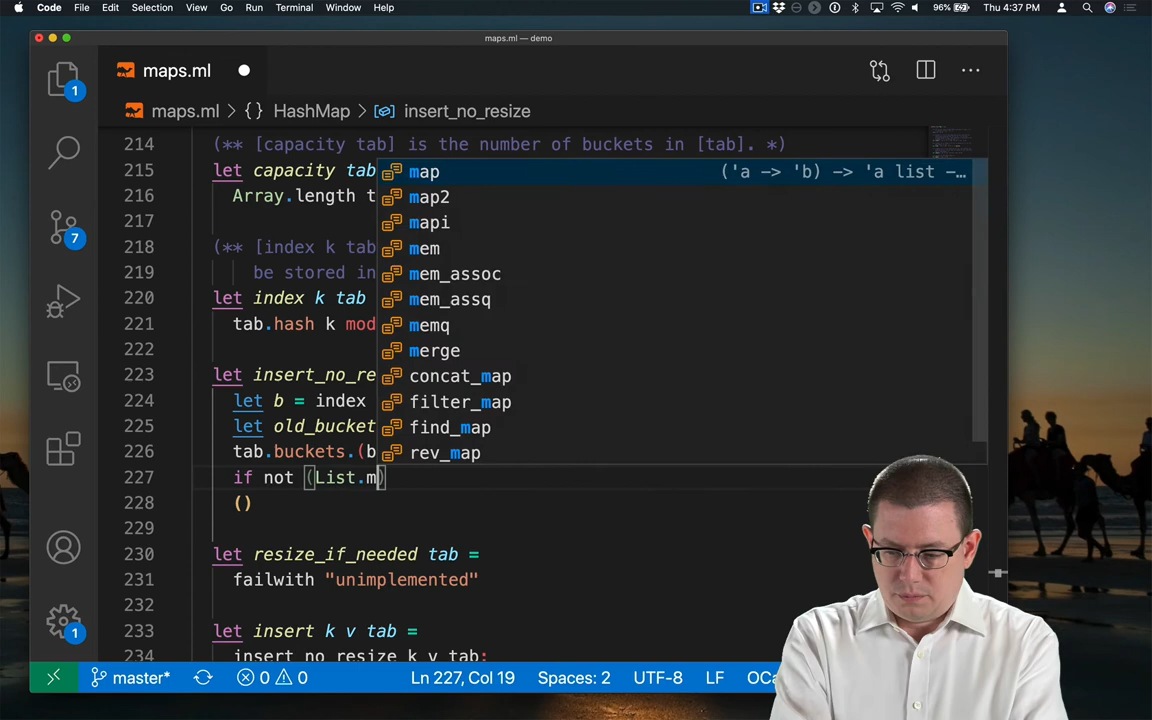 Code File Edit Selection View Go Run Terminal Window Help 96% Thu 4:37 PM
maps.ml — demo
maps.ml
maps.ml > {} HashMap > insert_no_resize
1
7
1
214 (** [capacity tab] is the number of buckets in [tab]. *)
215 let capacity tab
216 Array.length t
217
218 (** [index k tab
219 be stored in
220 let index k tab
221 tab.hash k mod
222
223 let insert_no_re
224 let b = index
225 let old_bucket
226 tab.buckets.(b
227 if not (List.m)
228 ()
229
230 let resize_if_needed tab =
231 failwith "unimplemented"
232
233 let insert k v tab =
234 insert_no_resize k v tab;
map ('a -> 'b) -> 'a list -…
map2
mapi
mem
mem_assoc
mem_assq
memq
merge
concat_map
filter_map
find_map
rev_map
master* 0 0 Ln 227, Col 19 Spaces: 2 UTF-8 LF